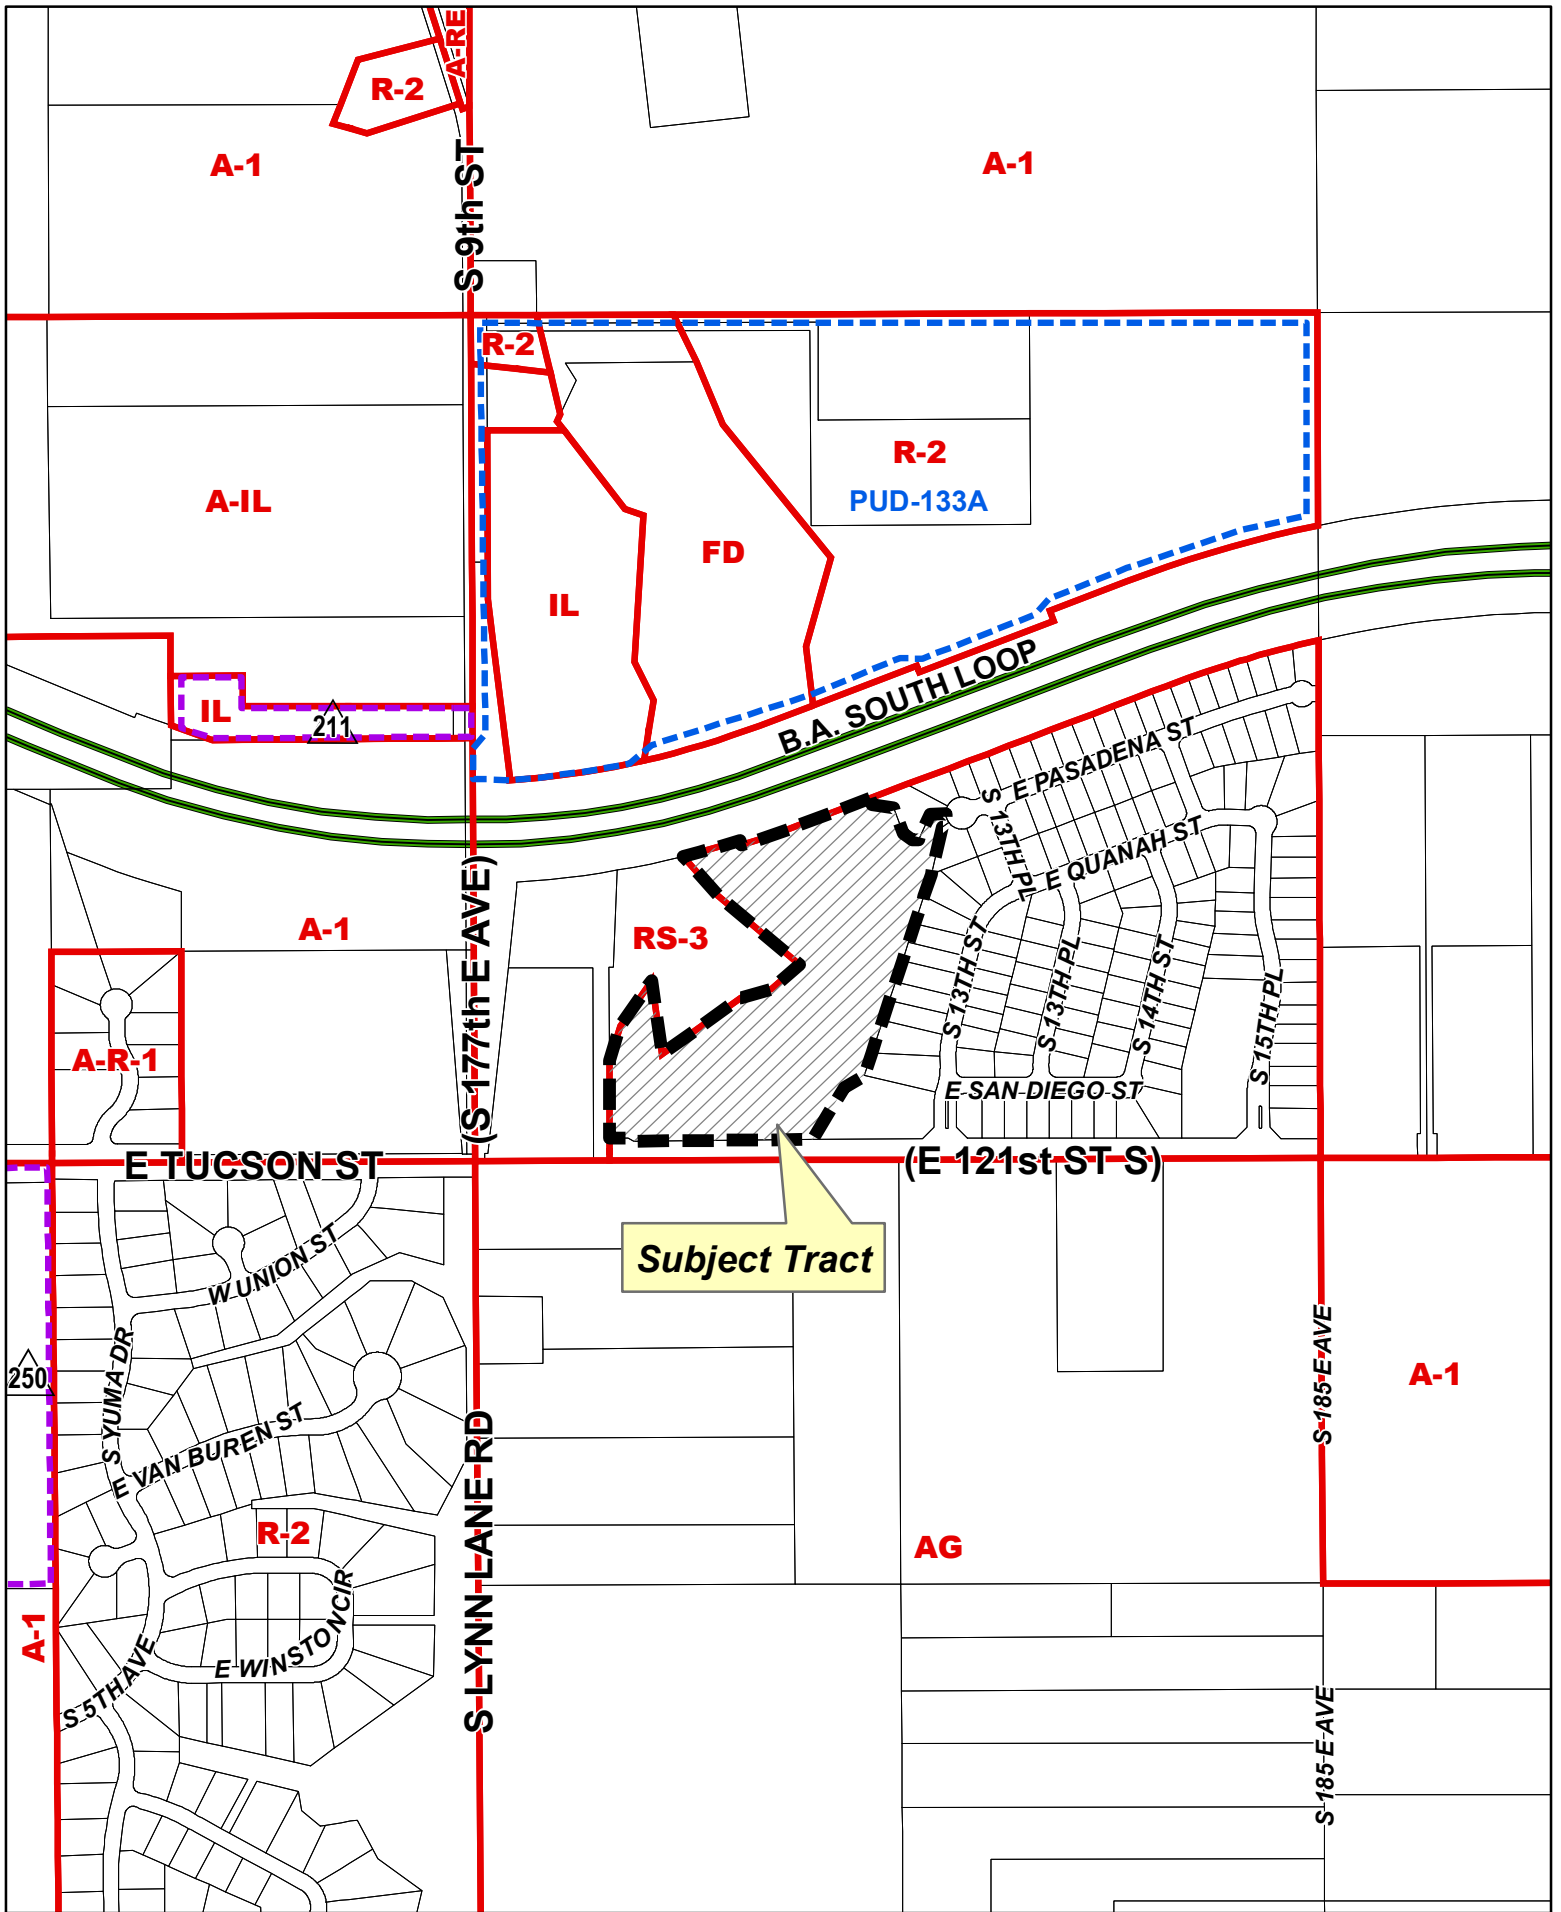 A-RE
R-2
A-1
A-1
S 9th ST
R-2
R-2
PUD-133A
A-IL
FD
IL
IL
211
B.A. SOUTH LOOP
E PASADENA ST
S 13TH PL
E QUANAH ST
(S 177th E AVE)
A-1
RS-3
S 13TH ST
S 13TH PL
S 14TH ST
S 15TH PL
A-R-1
E SAN DIEGO ST
E TUCSON ST
(E 121st ST S)
Subject Tract
W UNION ST
S YUMA DR
250
S 185 E AVE
A-1
E VAN BUREN ST
S LYNN LANE RD
R-2
AG
E WINSTON CIR
A-1
S 5TH AVE
S 185 E AVE